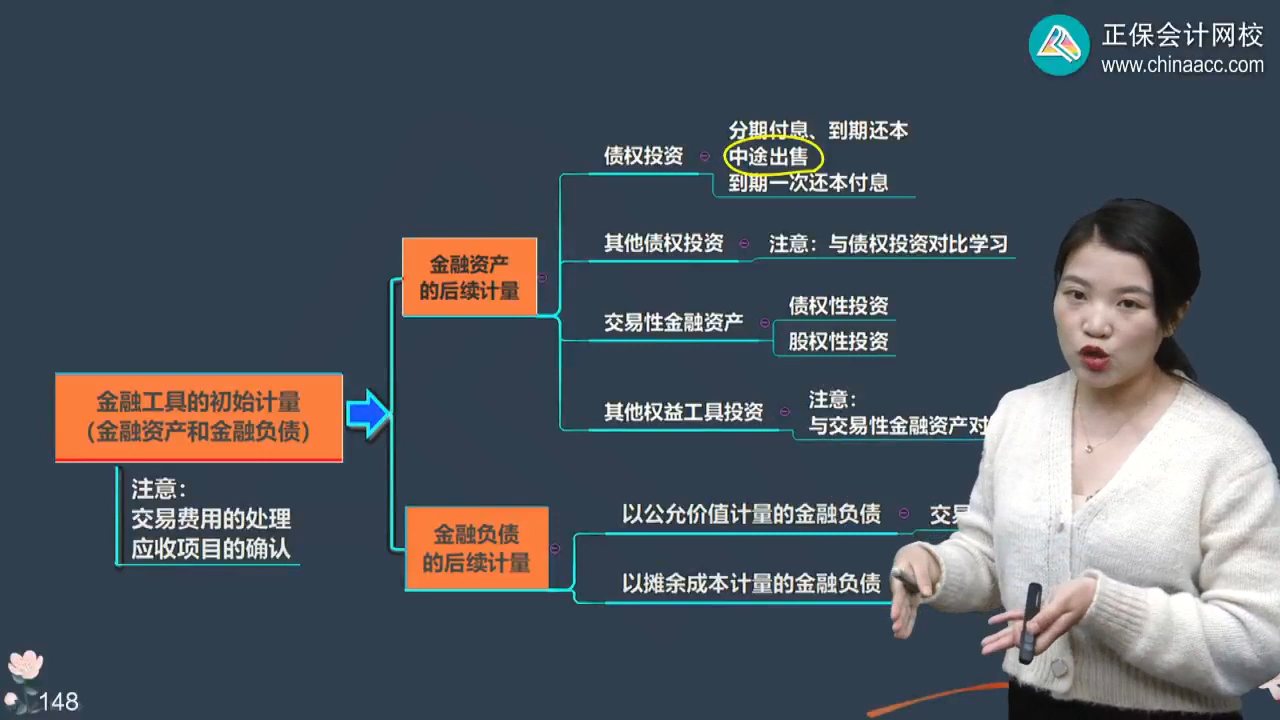 正保会计网校
www.chinaacc.com
分期付息、到期还本
债权投资
中途出售
到期一次还本付息
其他债权投资
注意：与债权投资对比学习
金融资产
的后续计量
债权性投资
交易性金融资产
股权性投资
金融工具的初始计量
（金融资产和金融负债）
注意：
其他权益工具投资
与交易性金融资产对
注意：
交易费用的处理
应收项目的确认
金融负债
的后续计量
以公允价值计量的金融负债
交易
以摊余成本计量的金融负债
148